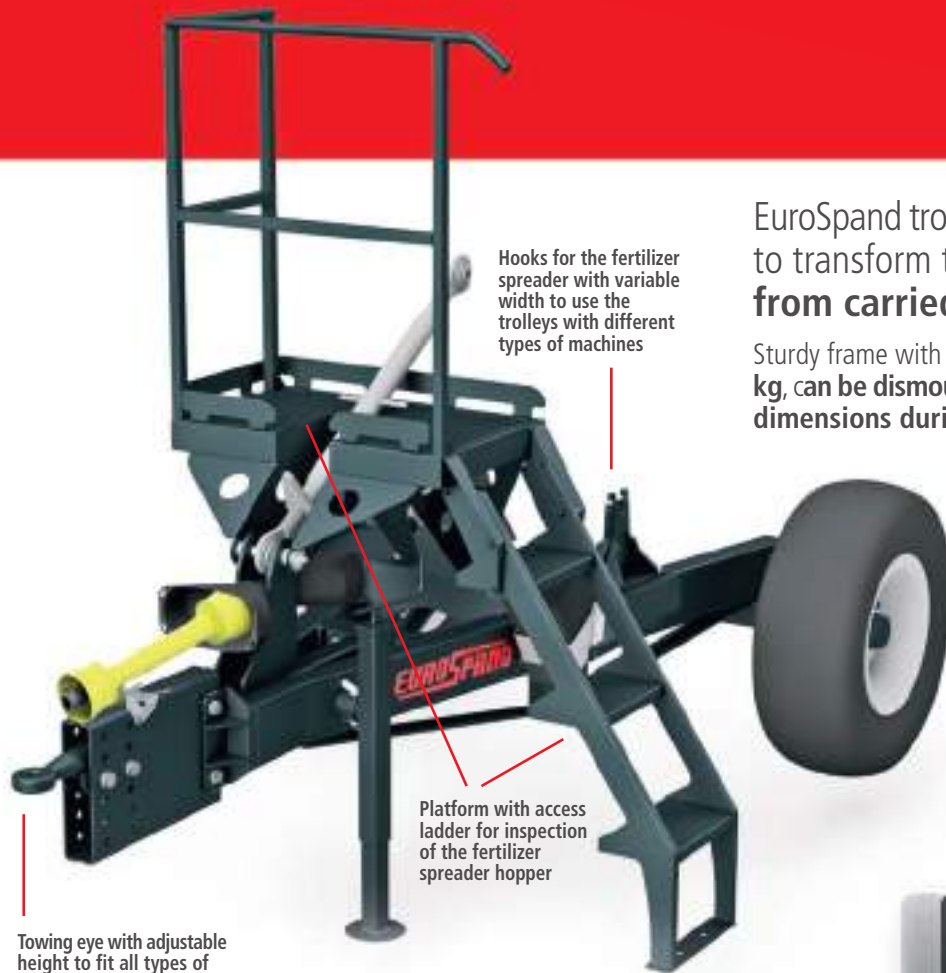 EuroSpand tro
to transform t
from carried
Sturdy frame with
kg, can be dismou
dimensions duri
Hooks for the fertilizer
spreader with variable
width to use the
trolleys with different
types of machines
EUROSPAND
Platform with access
ladder for inspection
of the fertilizer
spreader hopper
Towing eye with adjustable
height to fit all types of